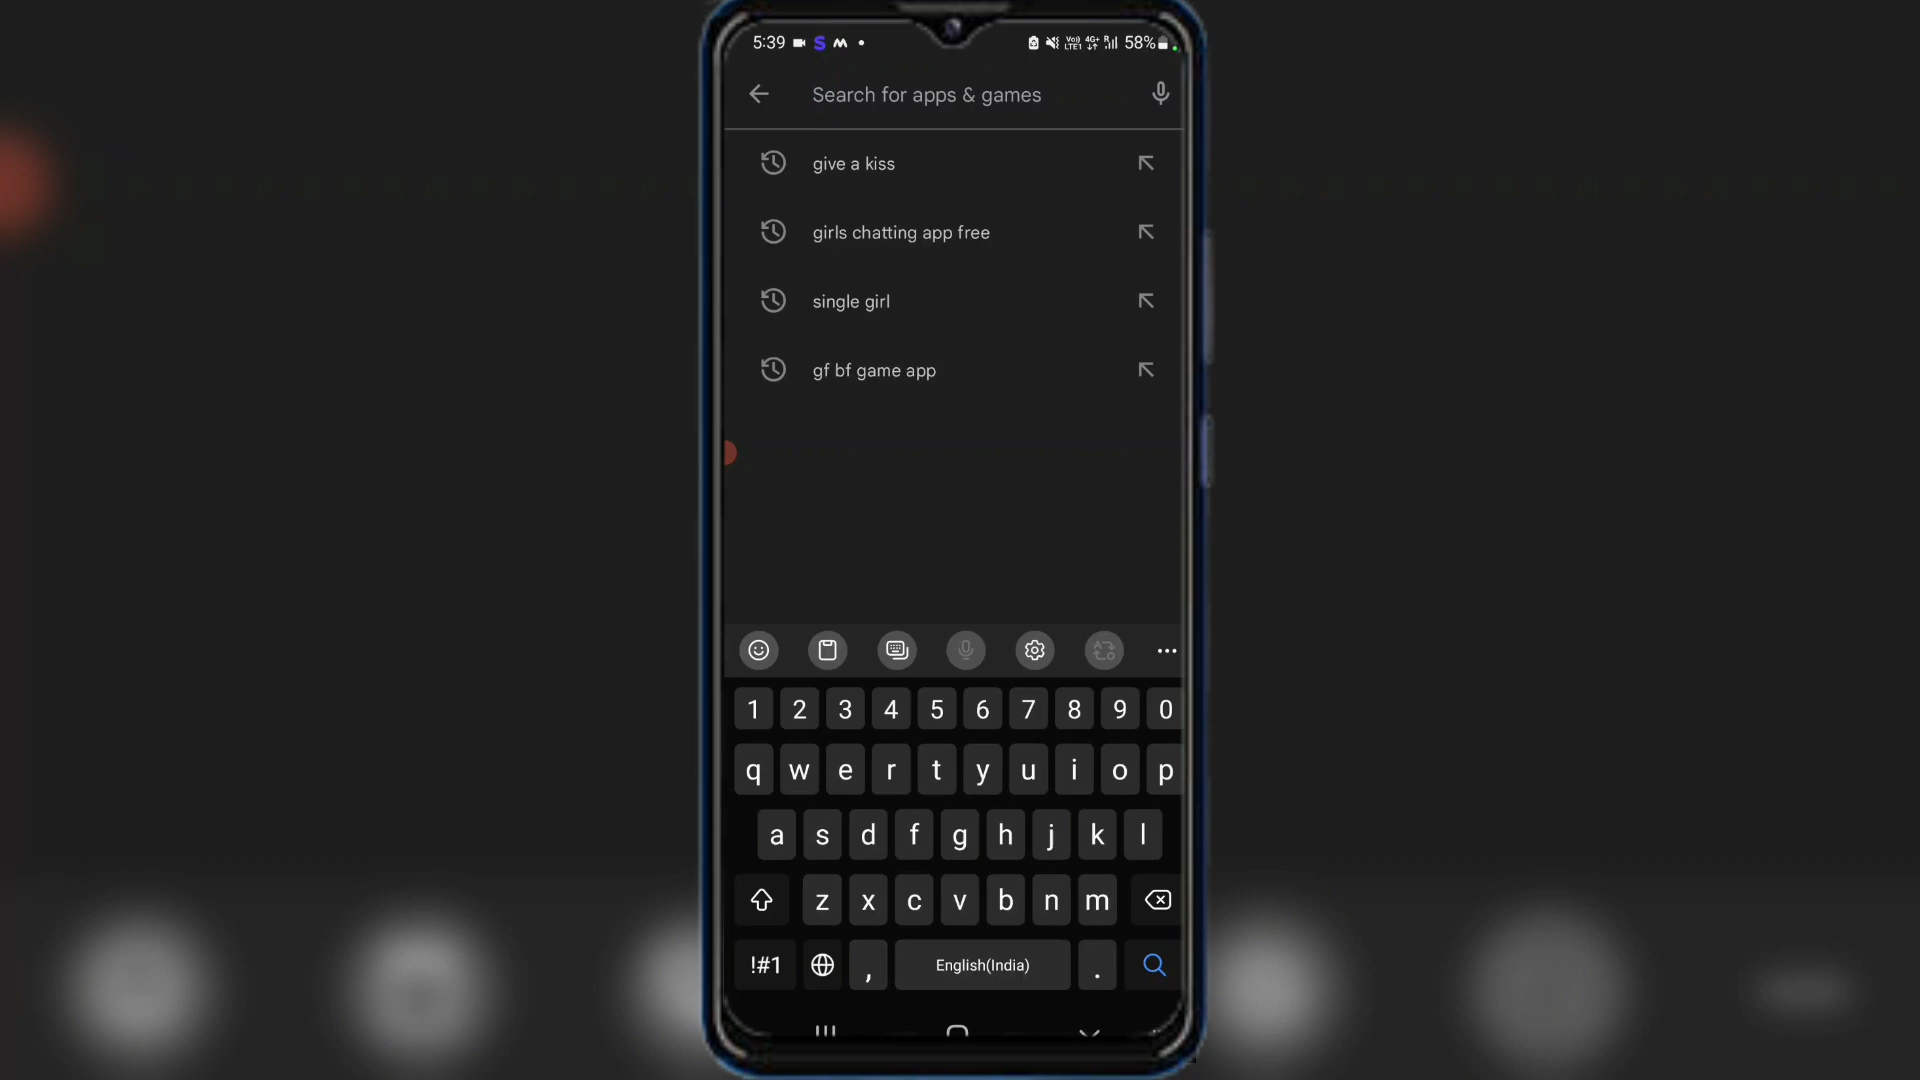 5:39 S 58%
Search for apps & games
give a kiss
girls chatting app free
single girl
gf bf game app
1 2 3 4 5 6 7 8 9 0
q w e r t y u i o p
a s d f g h j k l
z x c v b n m
!#1 , English(India) .